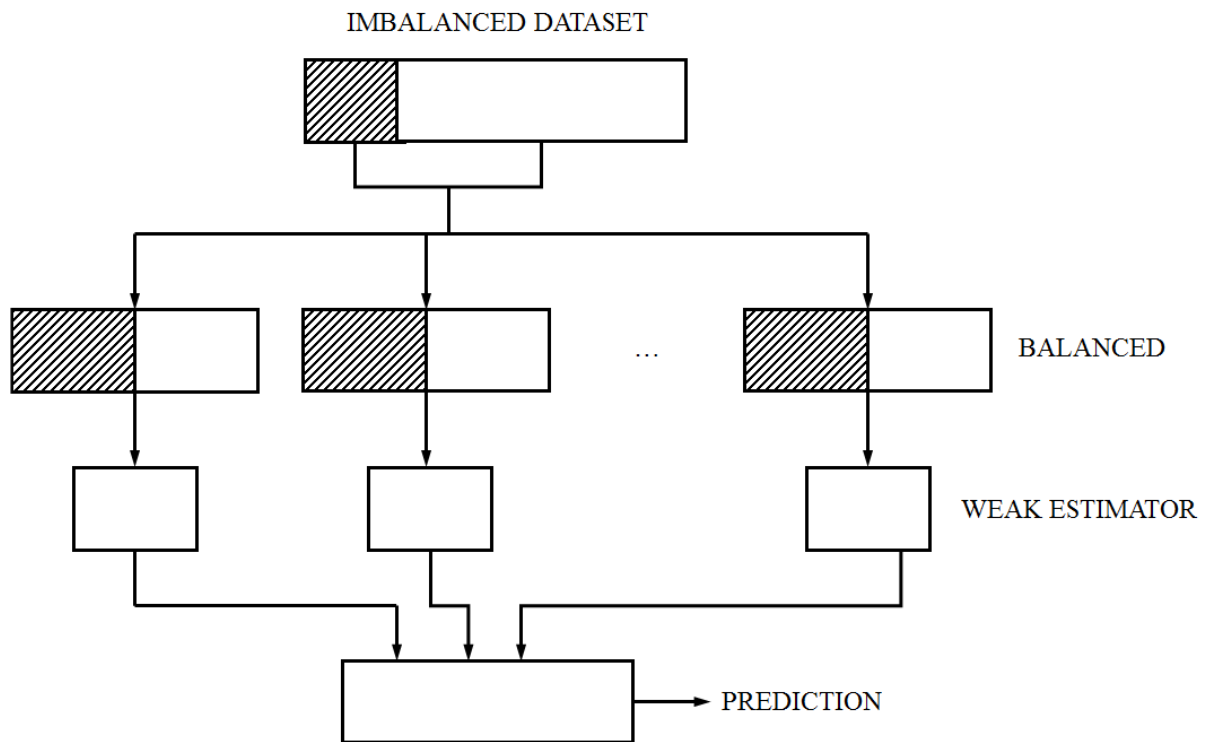 IMBALANCED DATASET
...
BALANCED
WEAK ESTIMATOR
PREDICTION